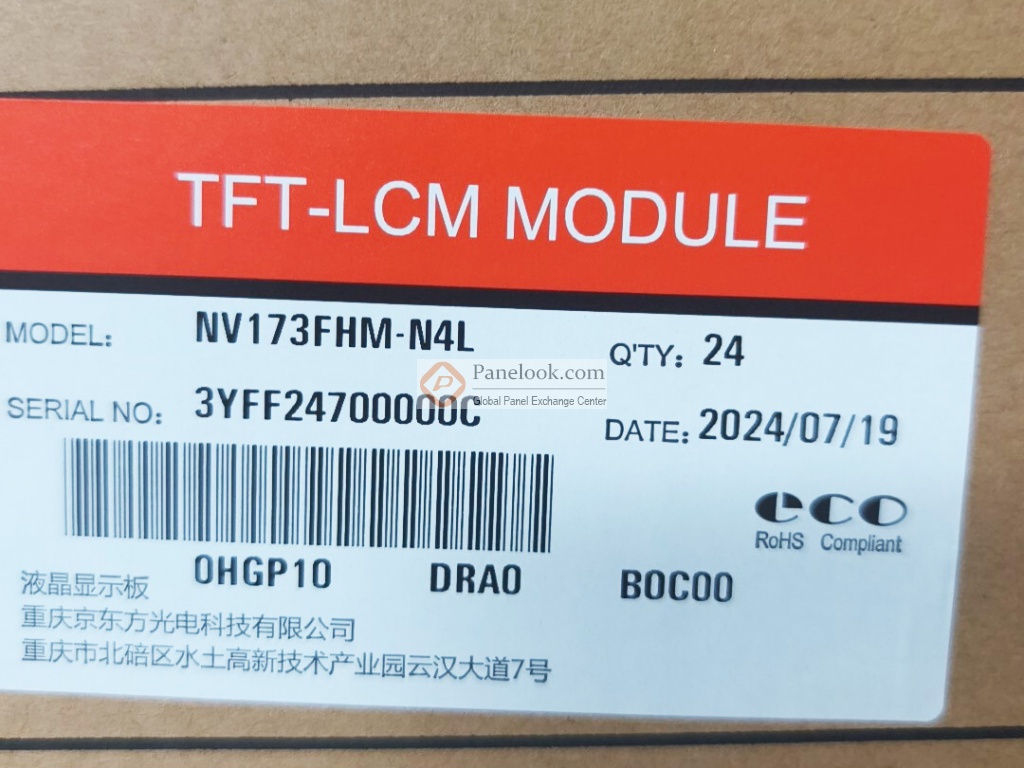 TFT-LCM MODULE
MODEL: NV173FHM-N4L
Q'TY: 24
Panelook.com
Global Panel Exchange Center
SERIAL NO: 3YFF24700000C
DATE: 2024/07/19
eco
RoHS Compliant
0HGP10 DRA0 B0C00
液晶显示板
重庆京东方光电科技有限公司
重庆市北碚区水土高新技术产业园云汉大道7号